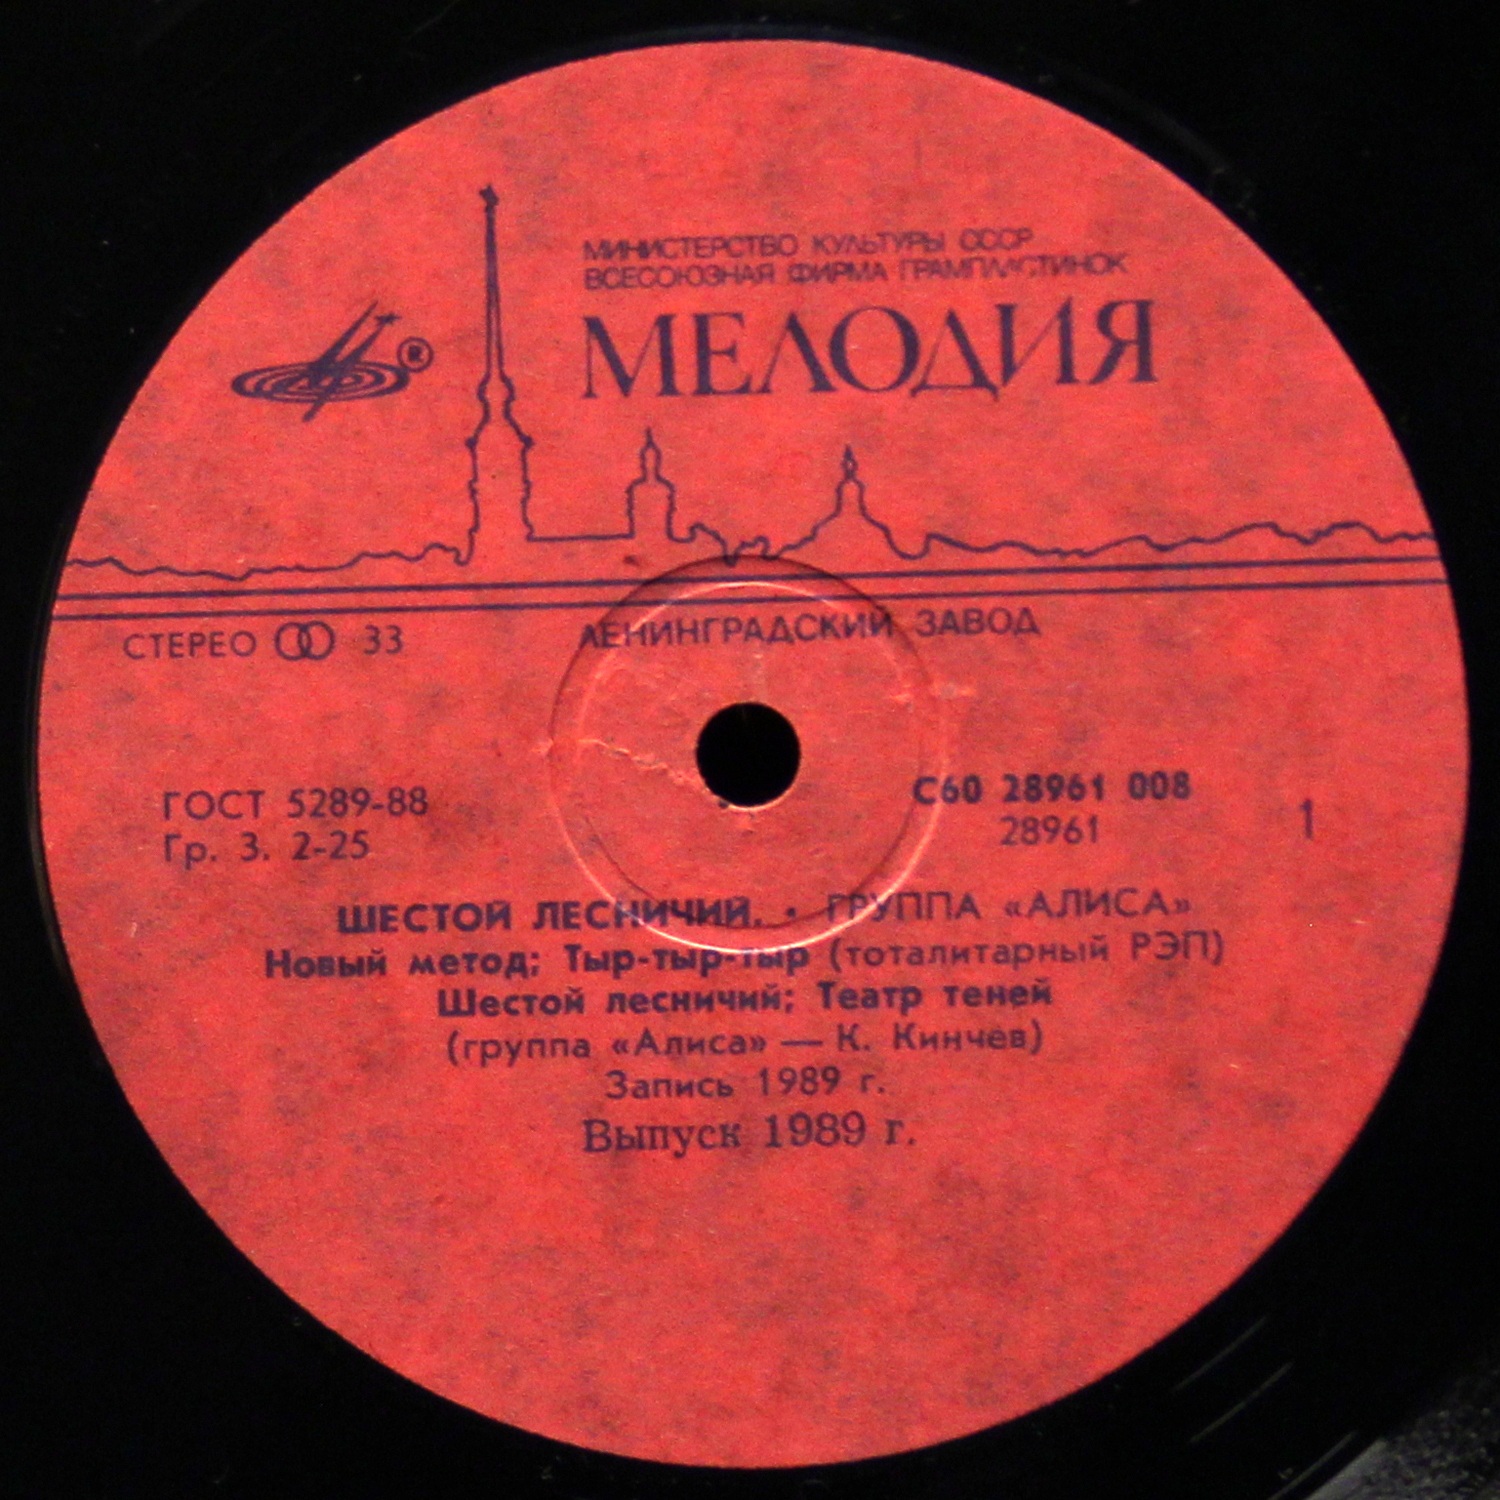 МИНИСТЕРСТВО КУЛЬТУРЫ СССР
ВСЕСОЮЗНАЯ ФИРМА ГРАМПЛАСТИНОК
МЕЛОДИЯ
®
СТЕРЕО 33
ЛЕНИНГРАДСКИЙ ЗАВОД
ГОСТ 5289-88
Гр. 3. 2-25
С60 28961 008
28961
1
ШЕСТОЙ ЛЕСНИЧИЙ. • ГРУППА «АЛИСА»
Новый метод; Тыр-тыр-тыр (тоталитарный РЭП)
Шестой лесничий; Театр теней
(группа «Алиса» — К. Кинчев)
Запись 1989 г.
Выпуск 1989 г.